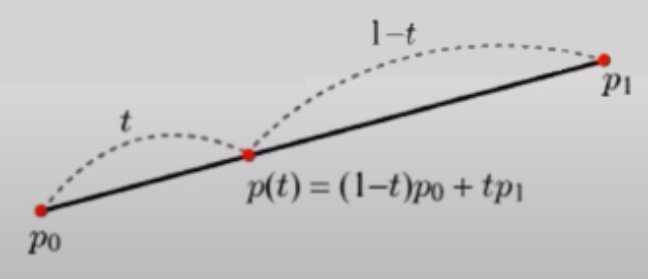 1−t
p1
t
p(t) = (1−t)p0 + tp1
p0